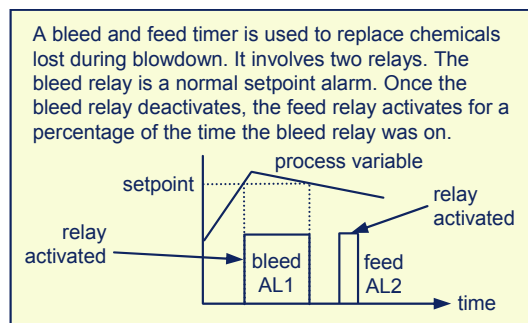 A bleed and feed timer is used to replace chemicals
lost during blowdown. It involves two relays. The
bleed relay is a normal setpoint alarm. Once the
bleed relay deactivates, the feed relay activates for a
percentage of the time the bleed relay was on.
process variable
setpoint
relay
activated
relay
activated
bleed
AL1
feed
AL2
time